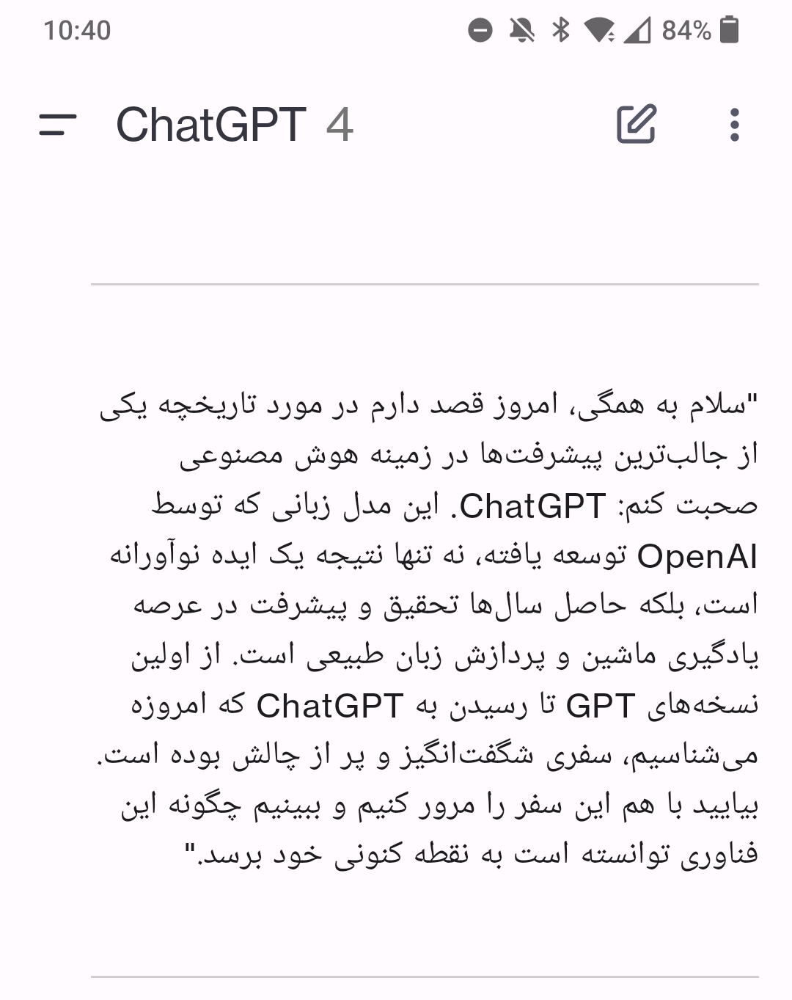 10:40
84%
ChatGPT 4
"سلام به همگی، امروز قصد دارم در مورد تاریخچه یکی
از جالب‌ترین پیشرفت‌ها در زمینه هوش مصنوعی
صحبت کنم: ChatGPT. این مدل زبانی که توسط
OpenAI توسعه یافته، نه تنها نتیجه یک ایده نوآورانه
است، بلکه حاصل سال‌ها تحقیق و پیشرفت در عرصه
یادگیری ماشین و پردازش زبان طبیعی است. از اولین
نسخه‌های GPT تا رسیدن به ChatGPT که امروزه
می‌شناسیم، سفری شگفت‌انگیز و پر از چالش بوده است.
بیایید با هم این سفر را مرور کنیم و ببینیم چگونه این
فناوری توانسته است به نقطه کنونی خود برسد."